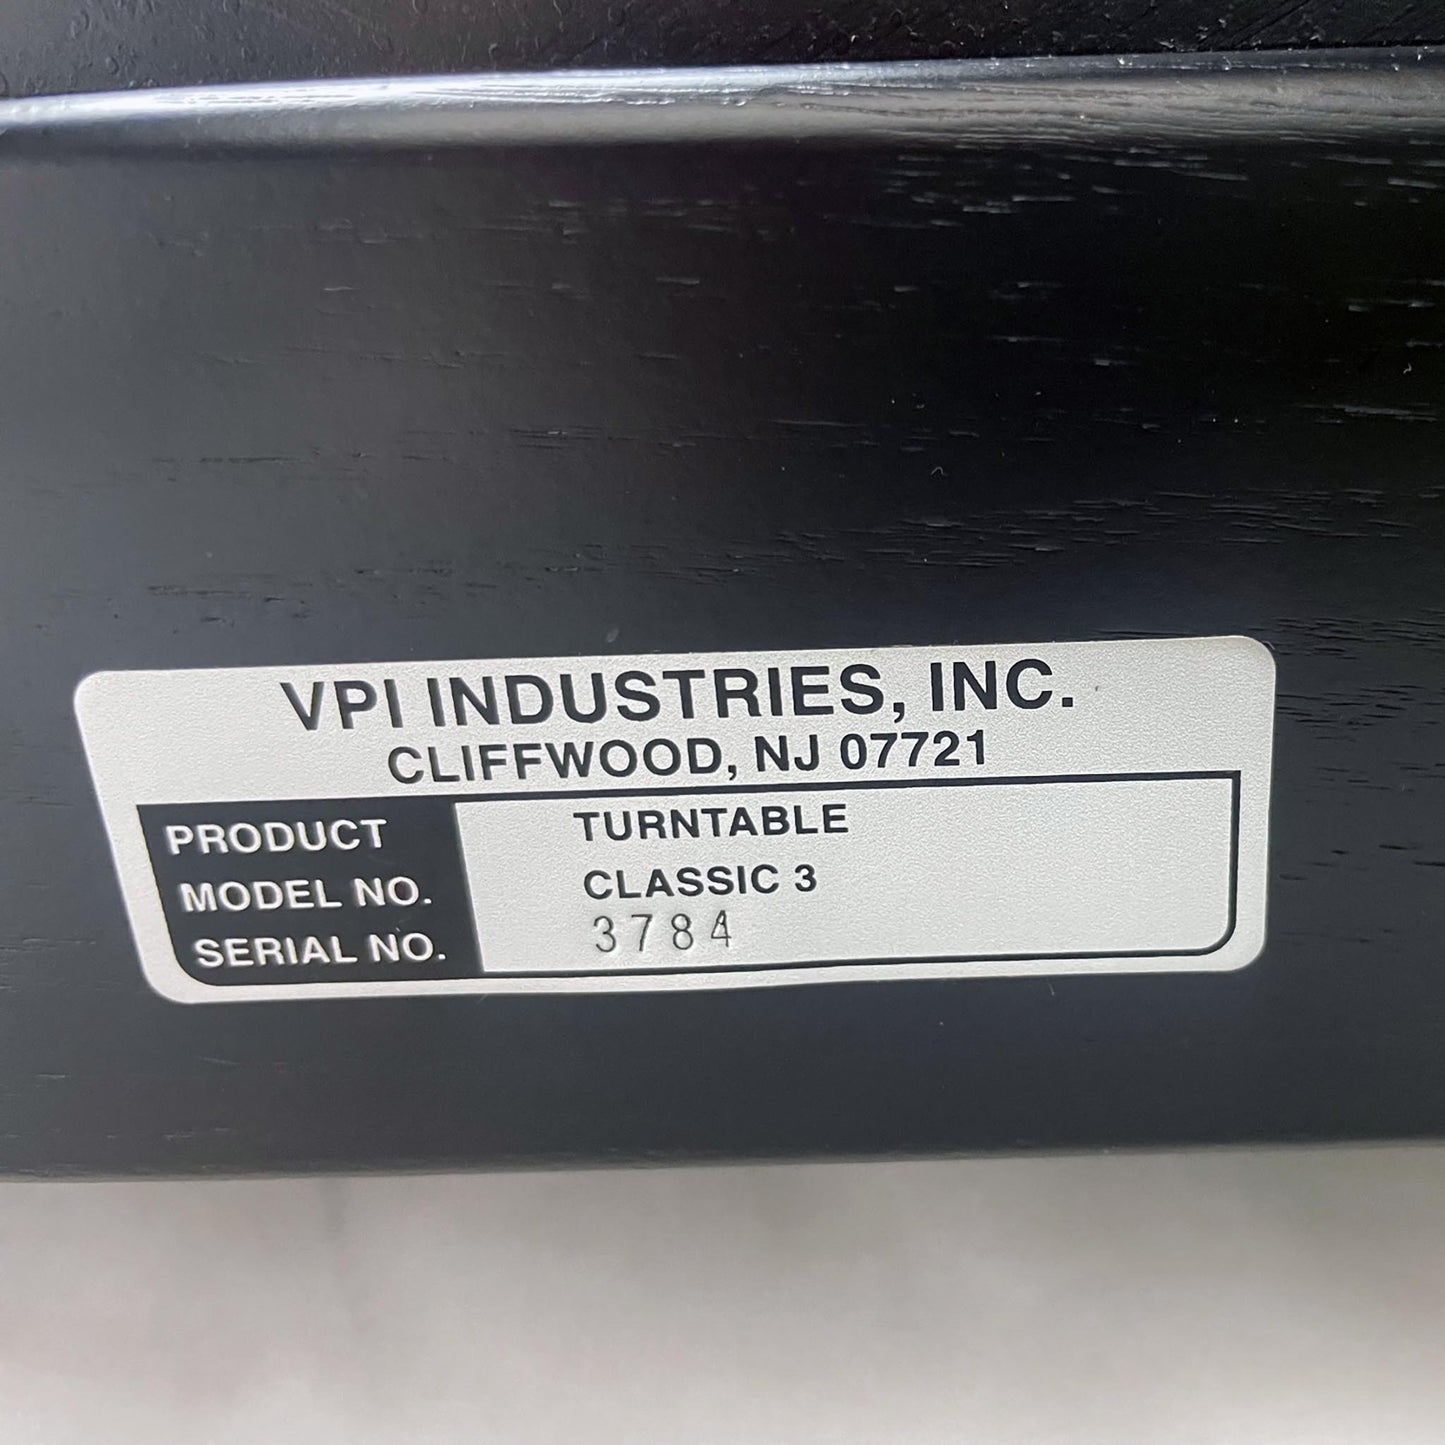 VPI INDUSTRIES, INC.
CLIFFWOOD, NJ 07721
PRODUCT TURNTABLE
MODEL NO. CLASSIC 3
SERIAL NO. 3784